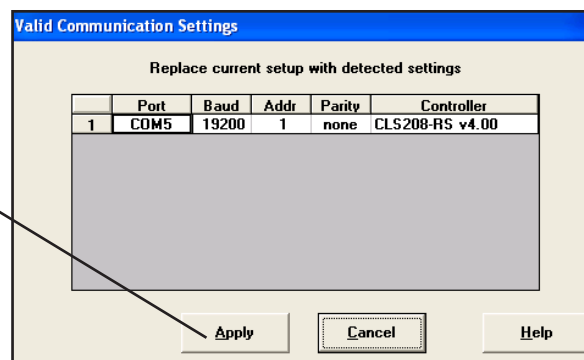 Valid Communication Settings
Replace current setup with detected settings
Port Baud Addr Parity Controller
1 COM5 19200 1 none CLS208-RS v4.00
Apply Cancel Help